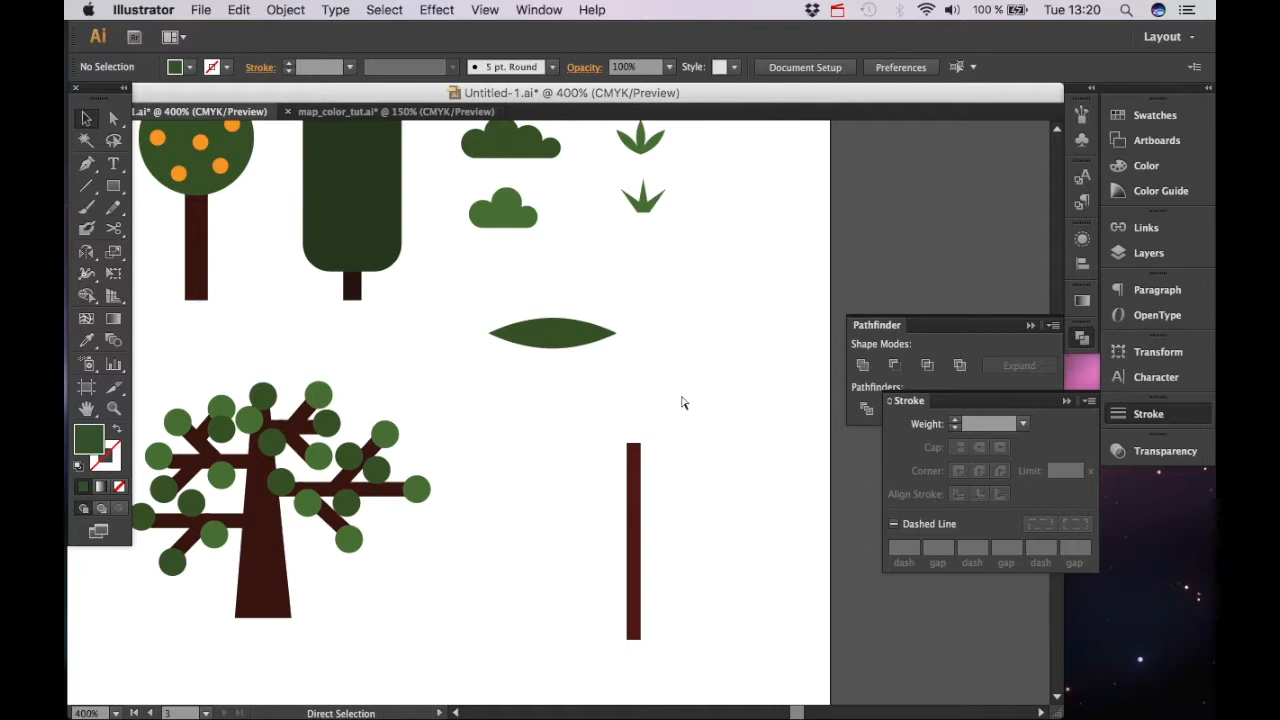 Illustrator File Edit Object Type Select Effect View Window Help
100 % Tue 13:20
Ai Br Layout
No Selection Stroke: 5 pt. Round Opacity: 100% Style: Document Setup Preferences
Untitled-1.ai* @ 400% (CMYK/Preview)
1.ai* @ 400% (CMYK/Preview) × map_color_tut.ai* @ 150% (CMYK/Preview)
Swatches
Artboards
Color
Color Guide
Links
Layers
Paragraph
OpenType
Transform
Character
Stroke
Transparency
Pathfinder
Shape Modes:
Expand
Pathfinders:
Stroke
Weight:
Cap:
Corner: Limit: x
Align Stroke:
Dashed Line
dash gap dash gap dash gap
400% 3 Direct Selection